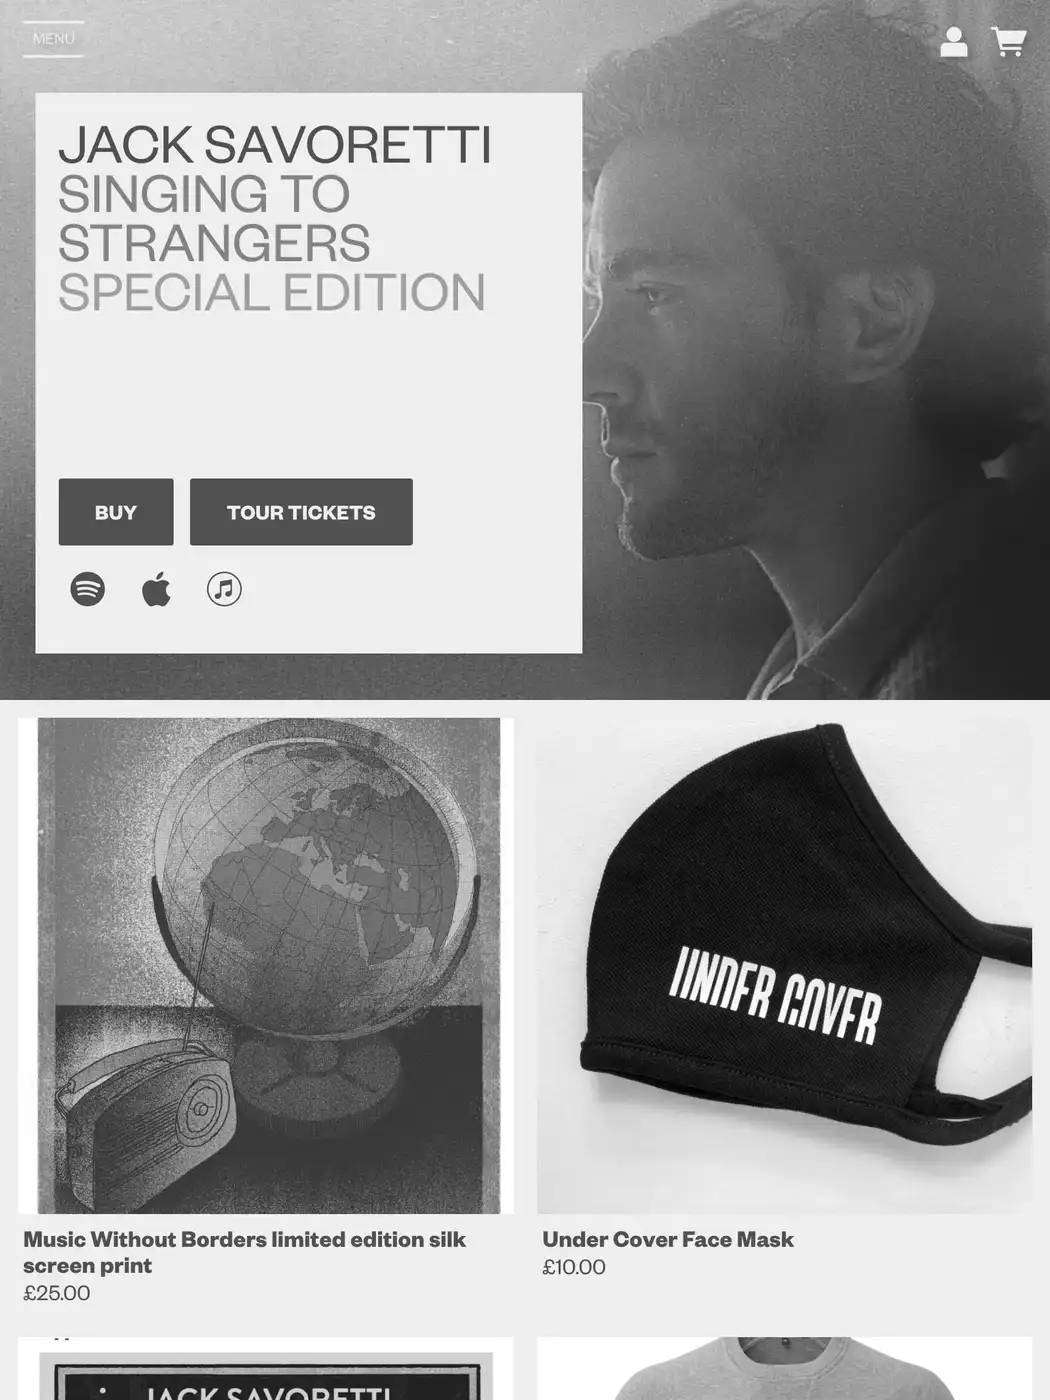 MENU
JACK SAVORETTI
SINGING TO
STRANGERS
SPECIAL EDITION
BUY
TOUR TICKETS
UNDER COVER
Music Without Borders limited edition silk
screen print
£25.00
Under Cover Face Mask
£10.00
JACK SAVORETTI